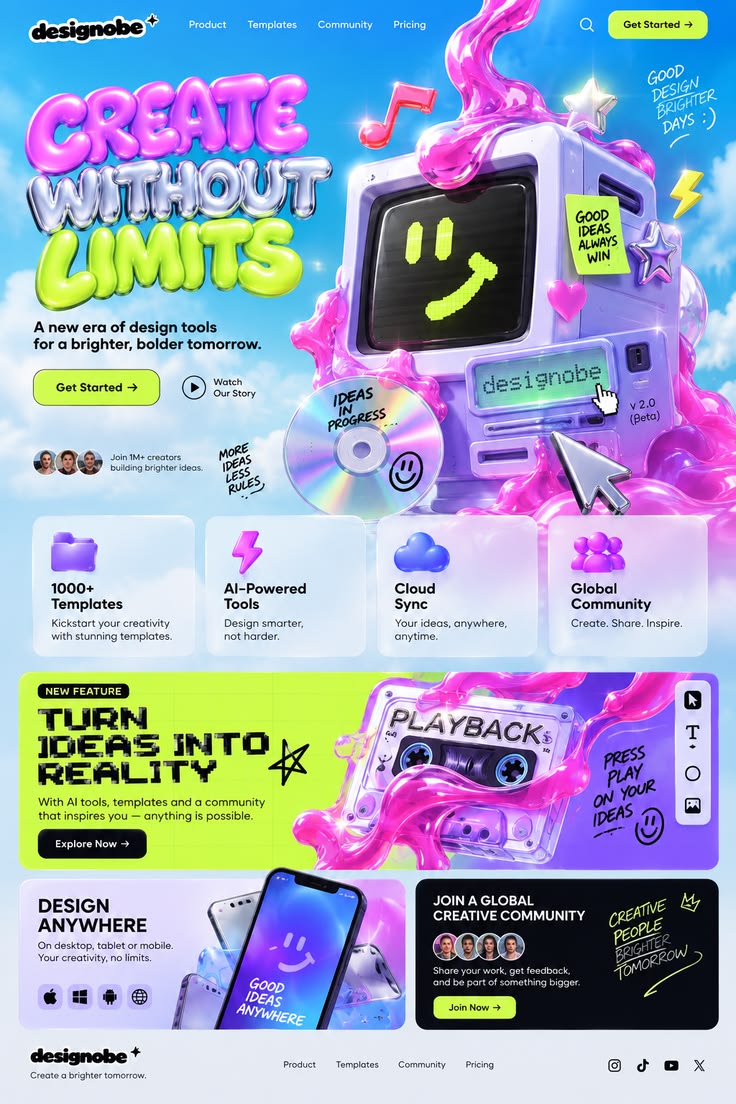 designobe
Product
Templates
Community
Pricing
Get Started →
CREATE
WITHOUT
LIMITS
GOOD
DESIGN
BRIGHTER
DAYS :)
GOOD
IDEAS
ALWAYS
WIN
A new era of design tools
for a brighter, bolder tomorrow.
Get Started →
Watch
Our Story
designobe
v 2.0
(Beta)
IDEAS
IN
PROGRESS
Join 1M+ creators
building brighter ideas.
MORE
IDEAS
LESS
RULES
1000+
Templates
Kickstart your creativity
with stunning templates.
AI-Powered
Tools
Design smarter,
not harder.
Cloud
Sync
Your ideas, anywhere,
anytime.
Global
Community
Create. Share. Inspire.
NEW FEATURE
TURN
IDEAS INTO
REALITY
With AI tools, templates and a community
that inspires you — anything is possible.
Explore Now →
PLAYBACK
PRESS
PLAY
ON YOUR
IDEAS
T
DESIGN
ANYWHERE
On desktop, tablet or mobile.
Your creativity, no limits.
GOOD
IDEAS
ANYWHERE
JOIN A GLOBAL
CREATIVE COMMUNITY
Share your work, get feedback,
and be part of something bigger.
Join Now →
CREATIVE
PEOPLE
BRIGHTER
TOMORROW
designobe
Create a brighter tomorrow.
Product
Templates
Community
Pricing